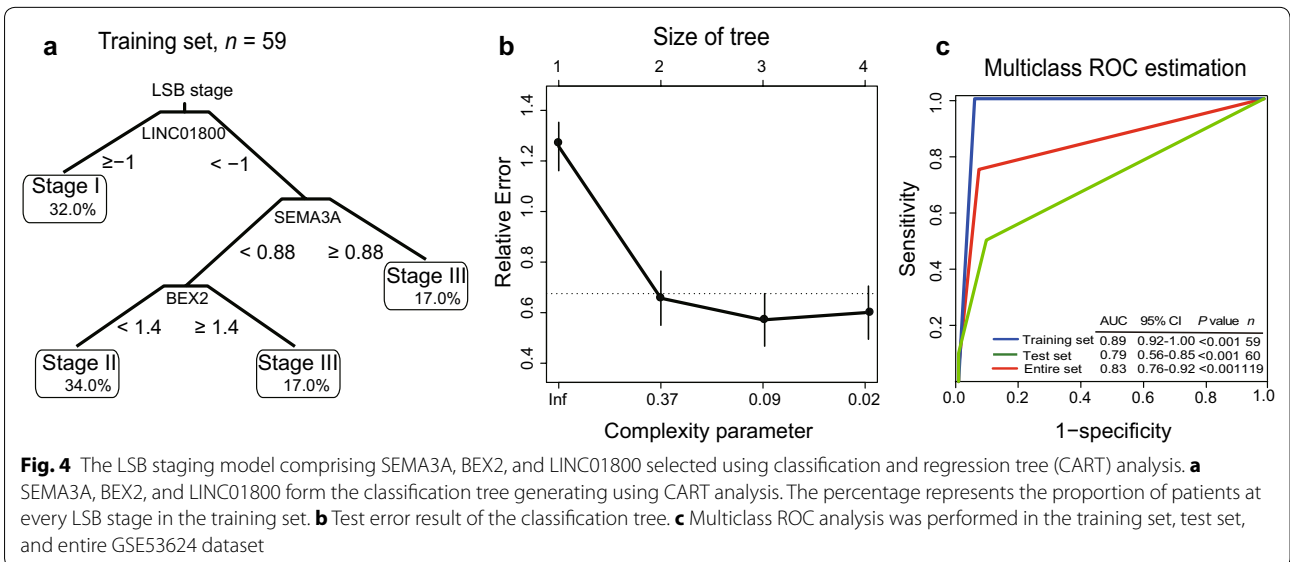 a Training set, n = 59
LSB stage
LINC01800
≥−1 < −1
Stage I
32.0%
SEMA3A
< 0.88 ≥ 0.88
Stage III
17.0%
BEX2
< 1.4 ≥ 1.4
Stage II
34.0%
Stage III
17.0%
b Size of tree
1 2 3 4
Relative Error
1.4
1.2
1.0
0.8
0.6
0.4
Inf 0.37 0.09 0.02
Complexity parameter
c Multiclass ROC estimation
Sensitivity
1.0
0.8
0.6
0.4
0.2
AUC 95% CI P value n
Training set 0.89 0.92-1.00 <0.001 59
Test set 0.79 0.56-0.85 <0.001 60
Entire set 0.83 0.76-0.92 <0.001119
0.0 0.2 0.4 0.6 0.8 1.0
1−specificity
Fig. 4 The LSB staging model comprising SEMA3A, BEX2, and LINC01800 selected using classification and regression tree (CART) analysis. a
SEMA3A, BEX2, and LINC01800 form the classification tree generating using CART analysis. The percentage represents the proportion of patients at
every LSB stage in the training set. b Test error result of the classification tree. c Multiclass ROC analysis was performed in the training set, test set,
and entire GSE53624 dataset